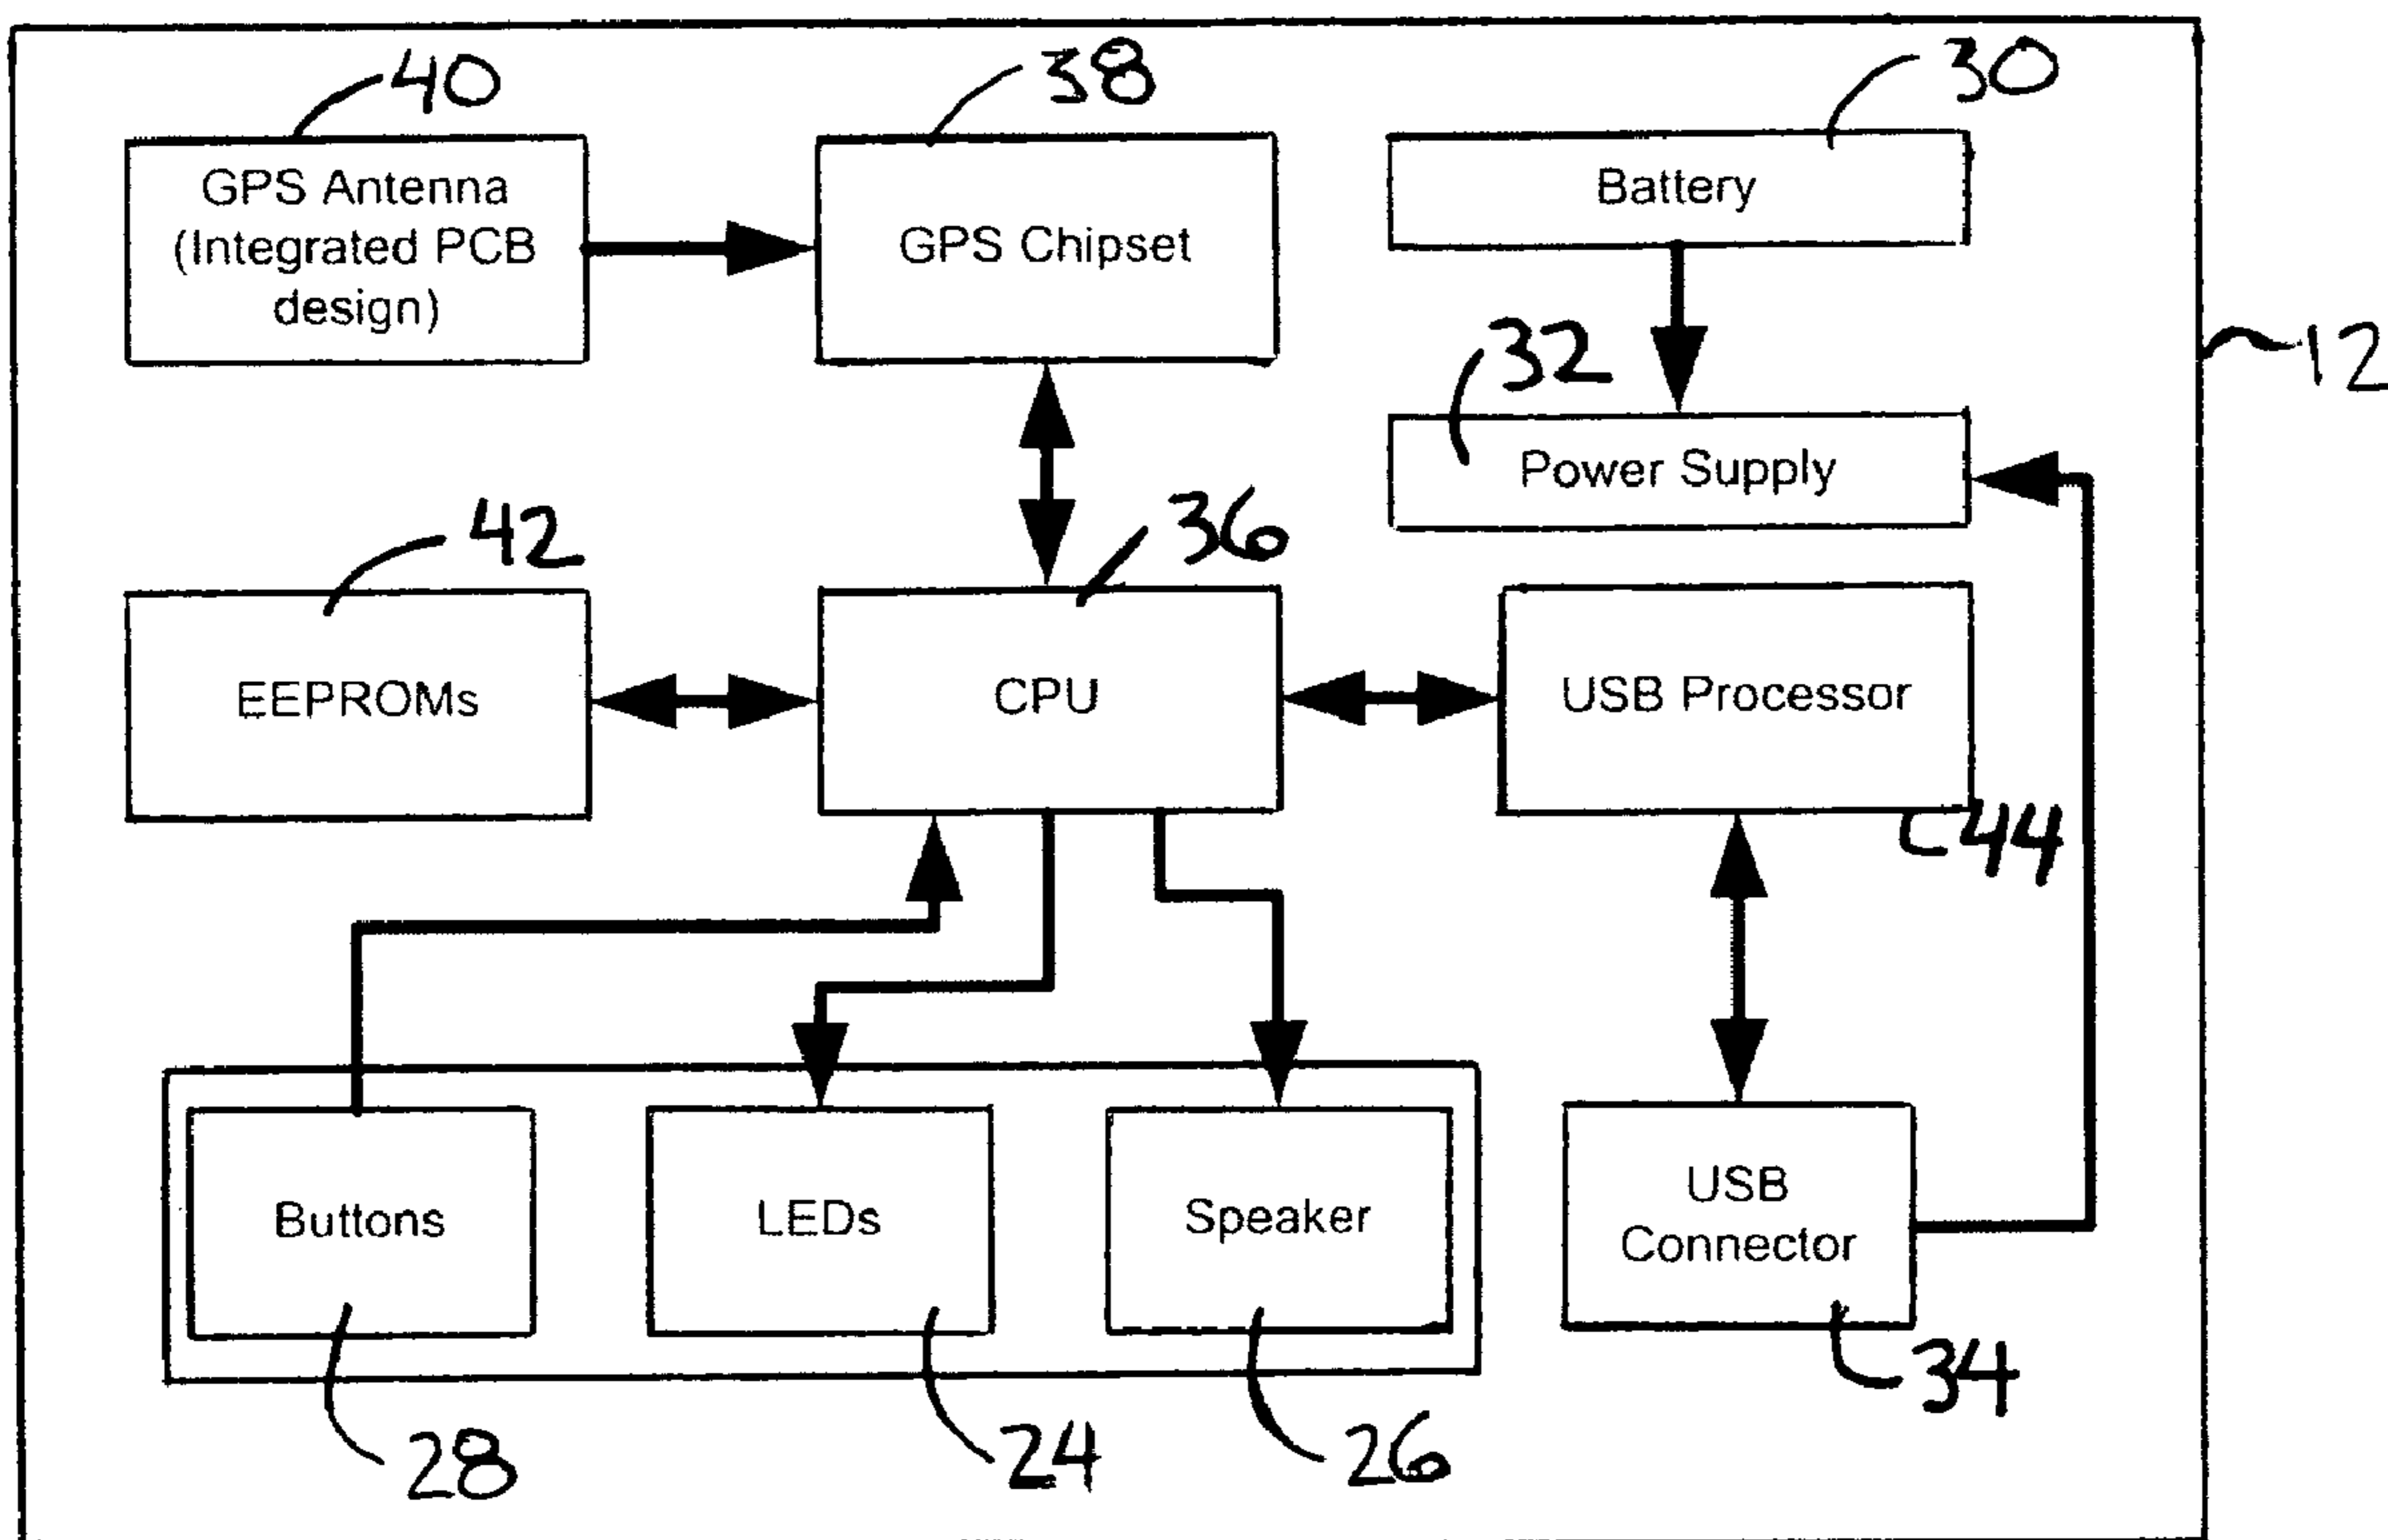 40
38
30
GPS Antenna
(Integrated PCB
design)
GPS Chipset
Battery
12
32
Power Supply
42
36
EEPROMs
CPU
USB Processor
44
Buttons
LEDs
Speaker
USB
Connector
34
28
24
26